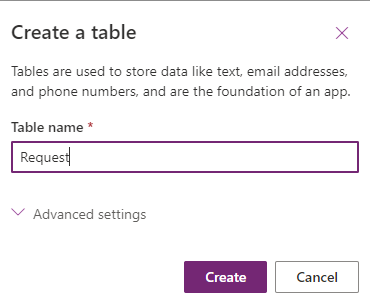 Create a table
Tables are used to store data like text, email addresses,
and phone numbers, and are the foundation of an app.
Table name *
Request
Advanced settings
Create Cancel